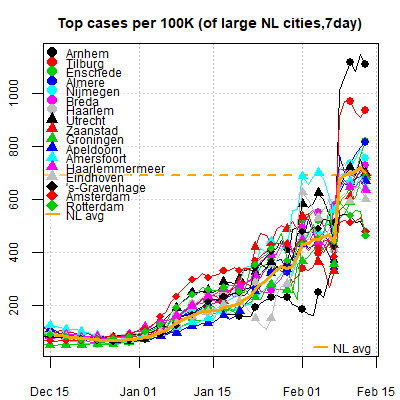 Top cases per 100K (of large NL cities,7day)
Arnhem
Tilburg
Enschede
Almere
Nijmegen
Breda
Haarlem
Utrecht
Zaanstad
Groningen
Apeldoorn
Amersfoort
Haarlemmermeer
Eindhoven
's-Gravenhage
Amsterdam
Rotterdam
NL avg
1000
800
600
400
200
NL avg
Dec 15
Jan 01
Jan 15
Feb 01
Feb 15